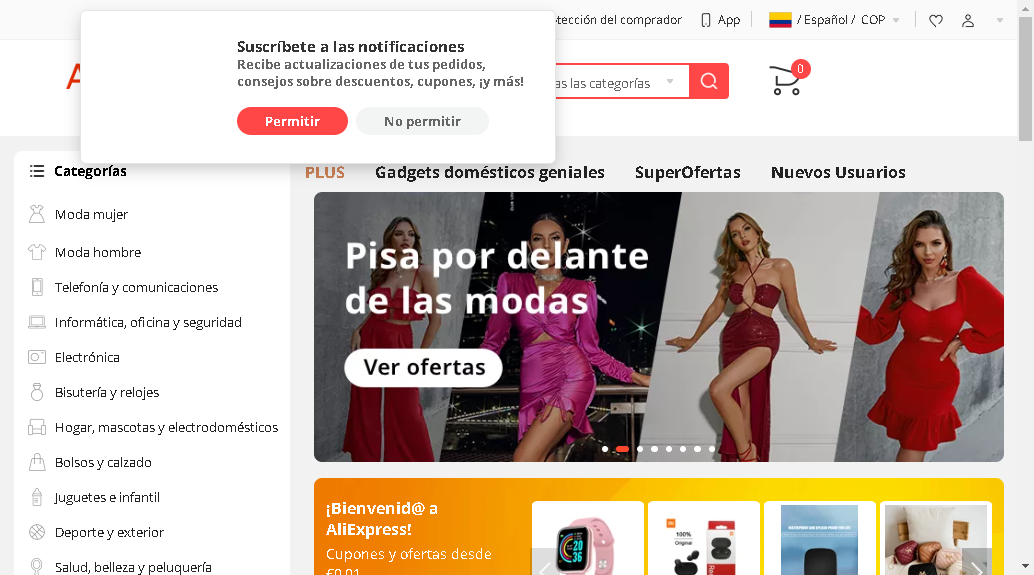 tección del comprador
App
/ Español / COP
Suscríbete a las notificaciones
Recibe actualizaciones de tus pedidos,
consejos sobre descuentos, cupones, ¡y más!
Permitir
No permitir
A
as las categorías
0
Categorías
PLUS
Gadgets domésticos geniales
SuperOfertas
Nuevos Usuarios
Moda mujer
Moda hombre
Telefonía y comunicaciones
Informática, oficina y seguridad
Electrónica
Bisutería y relojes
Hogar, mascotas y electrodomésticos
Bolsos y calzado
Juguetes e infantil
Deporte y exterior
Salud, belleza y peluquería
Pisa por delante
de las modas
Ver ofertas
¡Bienvenid@ a
AliExpress!
Cupones y ofertas desde
£0,01
08:36
100%
Original